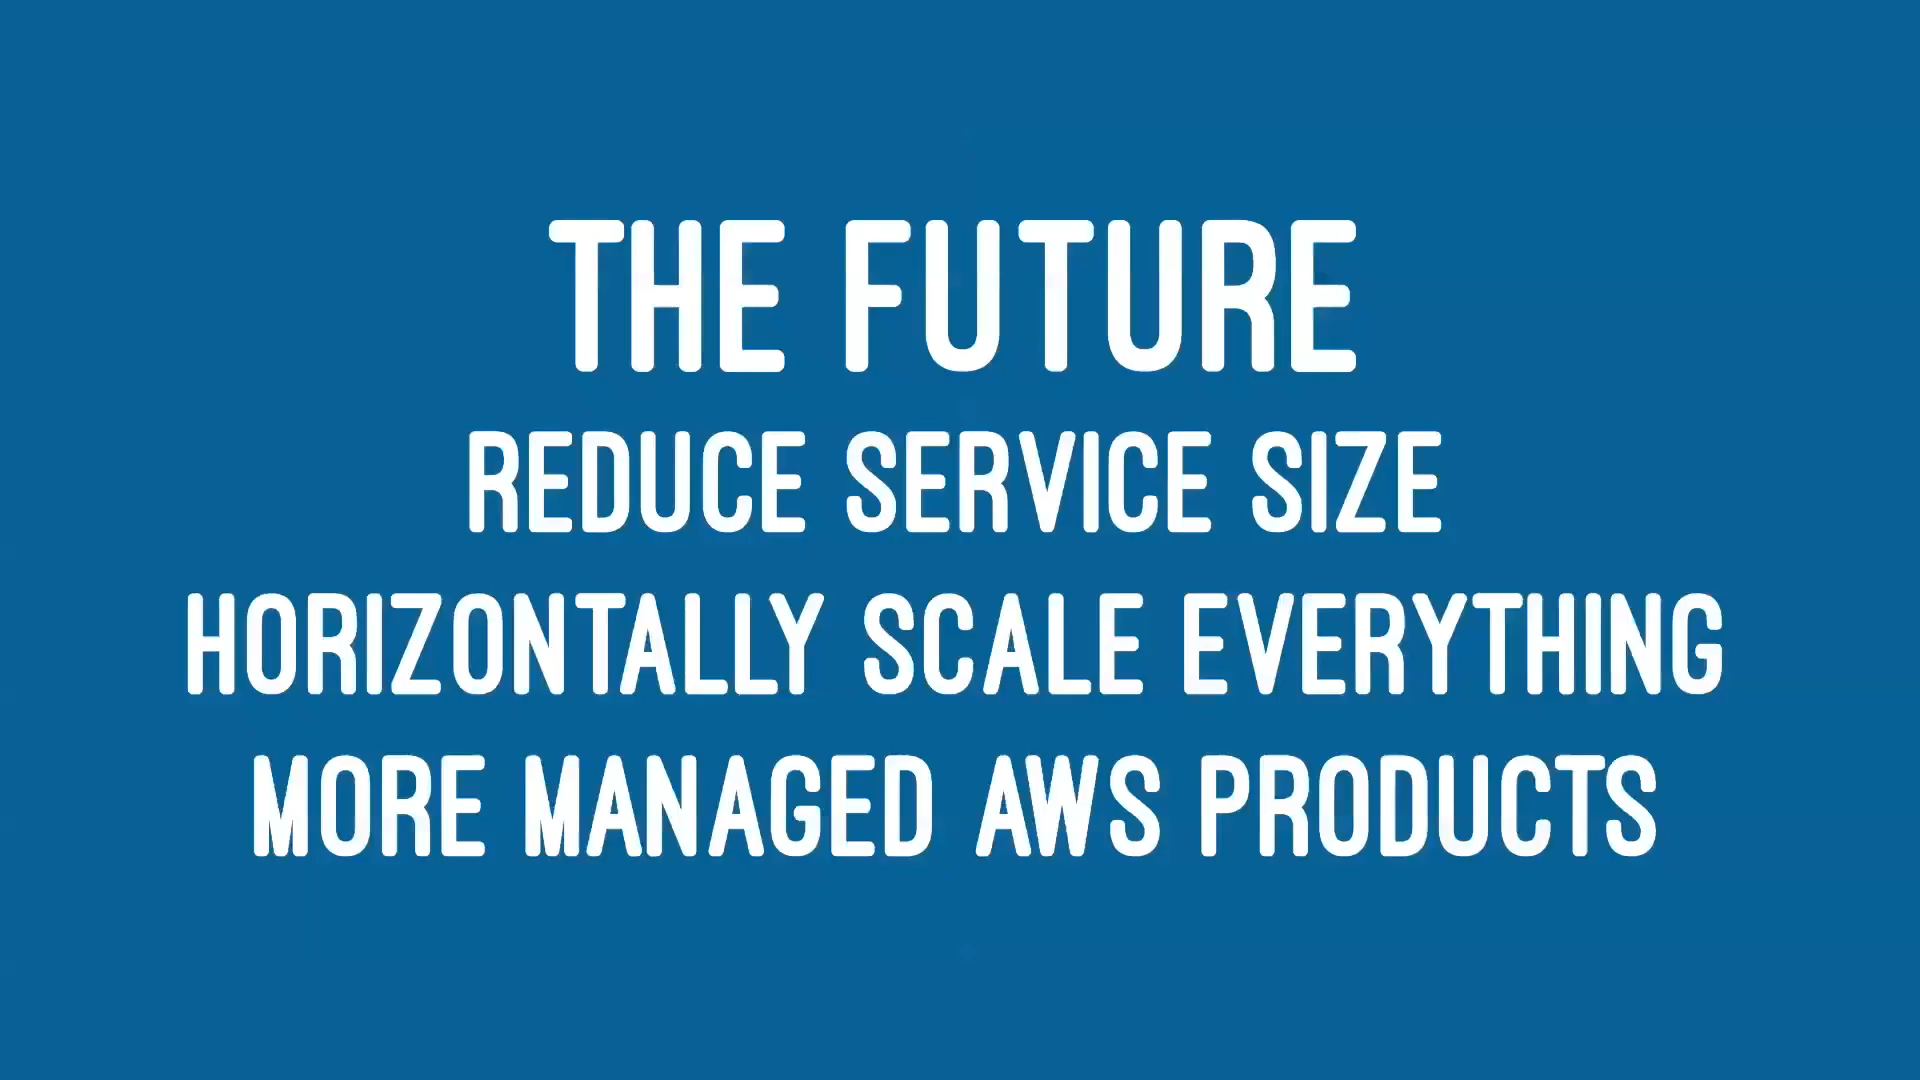 THE FUTURE
REDUCE SERVICE SIZE
HORIZONTALLY SCALE EVERYTHING
MORE MANAGED AWS PRODUCTS